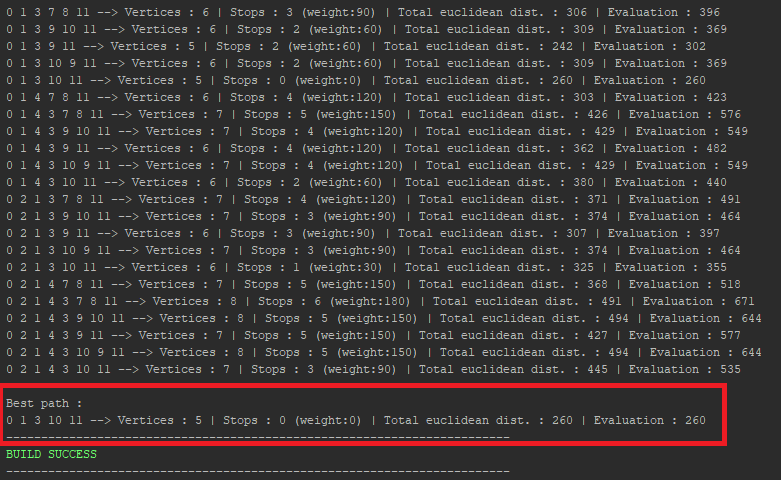 0 1 3 7 8 11 --> Vertices : 6 | Stops : 3 (weight:90) | Total euclidean dist. : 306 | Evaluation : 396
0 1 3 9 10 11 --> Vertices : 6 | Stops : 2 (weight:60) | Total euclidean dist. : 309 | Evaluation : 369
0 1 3 9 11 --> Vertices : 5 | Stops : 2 (weight:60) | Total euclidean dist. : 242 | Evaluation : 302
0 1 3 10 9 11 --> Vertices : 6 | Stops : 2 (weight:60) | Total euclidean dist. : 309 | Evaluation : 369
0 1 3 10 11 --> Vertices : 5 | Stops : 0 (weight:0) | Total euclidean dist. : 260 | Evaluation : 260
0 1 4 7 8 11 --> Vertices : 6 | Stops : 4 (weight:120) | Total euclidean dist. : 303 | Evaluation : 423
0 1 4 3 7 8 11 --> Vertices : 7 | Stops : 5 (weight:150) | Total euclidean dist. : 426 | Evaluation : 576
0 1 4 3 9 10 11 --> Vertices : 7 | Stops : 4 (weight:120) | Total euclidean dist. : 429 | Evaluation : 549
0 1 4 3 9 11 --> Vertices : 6 | Stops : 4 (weight:120) | Total euclidean dist. : 362 | Evaluation : 482
0 1 4 3 10 9 11 --> Vertices : 7 | Stops : 4 (weight:120) | Total euclidean dist. : 429 | Evaluation : 549
0 1 4 3 10 11 --> Vertices : 6 | Stops : 2 (weight:60) | Total euclidean dist. : 380 | Evaluation : 440
0 2 1 3 7 8 11 --> Vertices : 7 | Stops : 4 (weight:120) | Total euclidean dist. : 371 | Evaluation : 491
0 2 1 3 9 10 11 --> Vertices : 7 | Stops : 3 (weight:90) | Total euclidean dist. : 374 | Evaluation : 464
0 2 1 3 9 11 --> Vertices : 6 | Stops : 3 (weight:90) | Total euclidean dist. : 307 | Evaluation : 397
0 2 1 3 10 9 11 --> Vertices : 7 | Stops : 3 (weight:90) | Total euclidean dist. : 374 | Evaluation : 464
0 2 1 3 10 11 --> Vertices : 6 | Stops : 1 (weight:30) | Total euclidean dist. : 325 | Evaluation : 355
0 2 1 4 7 8 11 --> Vertices : 7 | Stops : 5 (weight:150) | Total euclidean dist. : 368 | Evaluation : 518
0 2 1 4 3 7 8 11 --> Vertices : 8 | Stops : 6 (weight:180) | Total euclidean dist. : 491 | Evaluation : 671
0 2 1 4 3 9 10 11 --> Vertices : 8 | Stops : 5 (weight:150) | Total euclidean dist. : 494 | Evaluation : 644
0 2 1 4 3 9 11 --> Vertices : 7 | Stops : 5 (weight:150) | Total euclidean dist. : 427 | Evaluation : 577
0 2 1 4 3 10 9 11 --> Vertices : 8 | Stops : 5 (weight:150) | Total euclidean dist. : 494 | Evaluation : 644
0 2 1 4 3 10 11 --> Vertices : 7 | Stops : 3 (weight:90) | Total euclidean dist. : 445 | Evaluation : 535
Best path :
0 1 3 10 11 --> Vertices : 5 | Stops : 0 (weight:0) | Total euclidean dist. : 260 | Evaluation : 260
------------------------------------------------------------------------
BUILD SUCCESS
------------------------------------------------------------------------